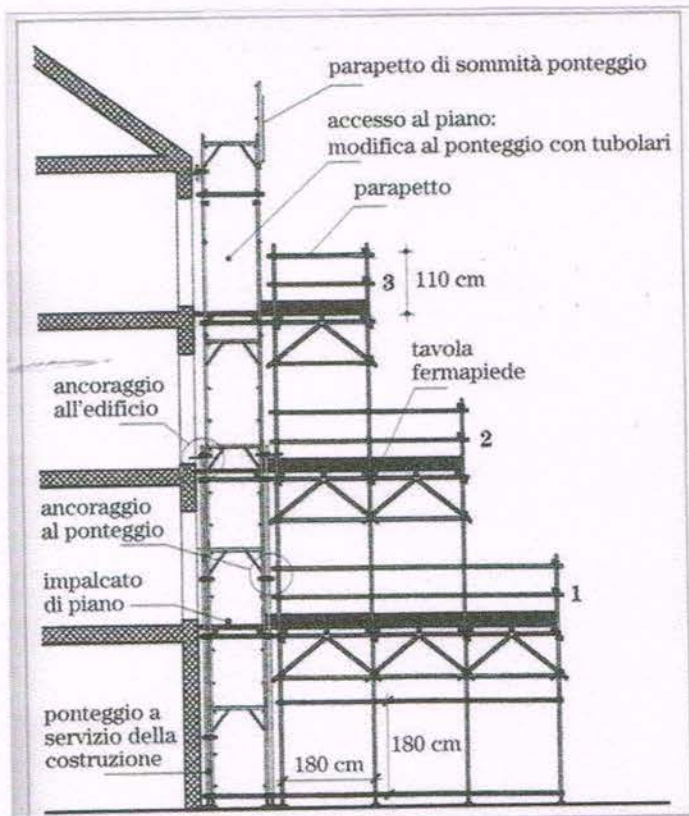 parapetto di sommità ponteggio
accesso al piano:
modifica al ponteggio con tubolari
parapetto
3
110 cm
tavola
fermapiede
ancoraggio
all'edificio
2
ancoraggio
al ponteggio
impalcato
di piano
1
ponteggio a
servizio della
costruzione
180 cm
180 cm